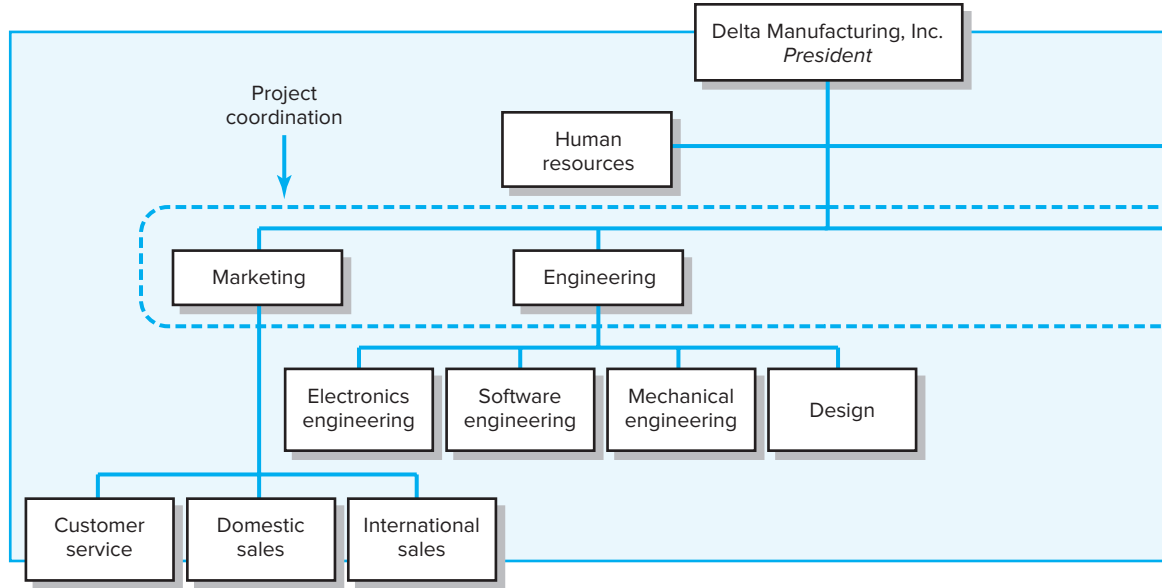 Delta Manufacturing, Inc.
President
Project
coordination
Human
resources
Marketing
Engineering
Electronics
engineering
Software
engineering
Mechanical
engineering
Design
Customer
service
Domestic
sales
International
sales